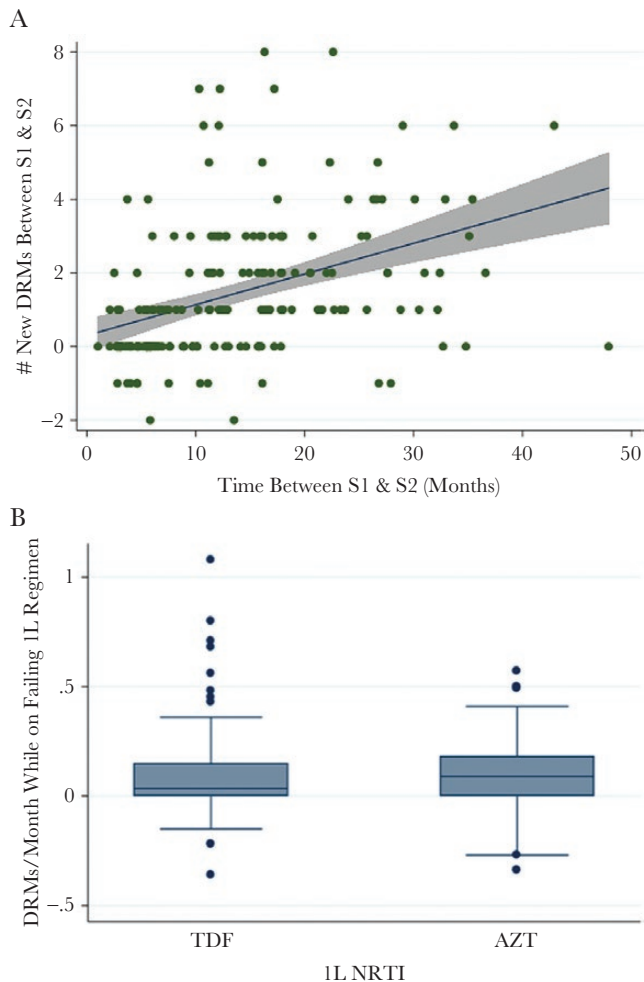 A
# New DRMs Between S1 & S2
8
6
4
2
0
−2
0 10 20 30 40 50
Time Between S1 & S2 (Months)
B
DRMs/Month While on Failing 1L Regimen
1
.5
0
−.5
TDF AZT
1L NRTI